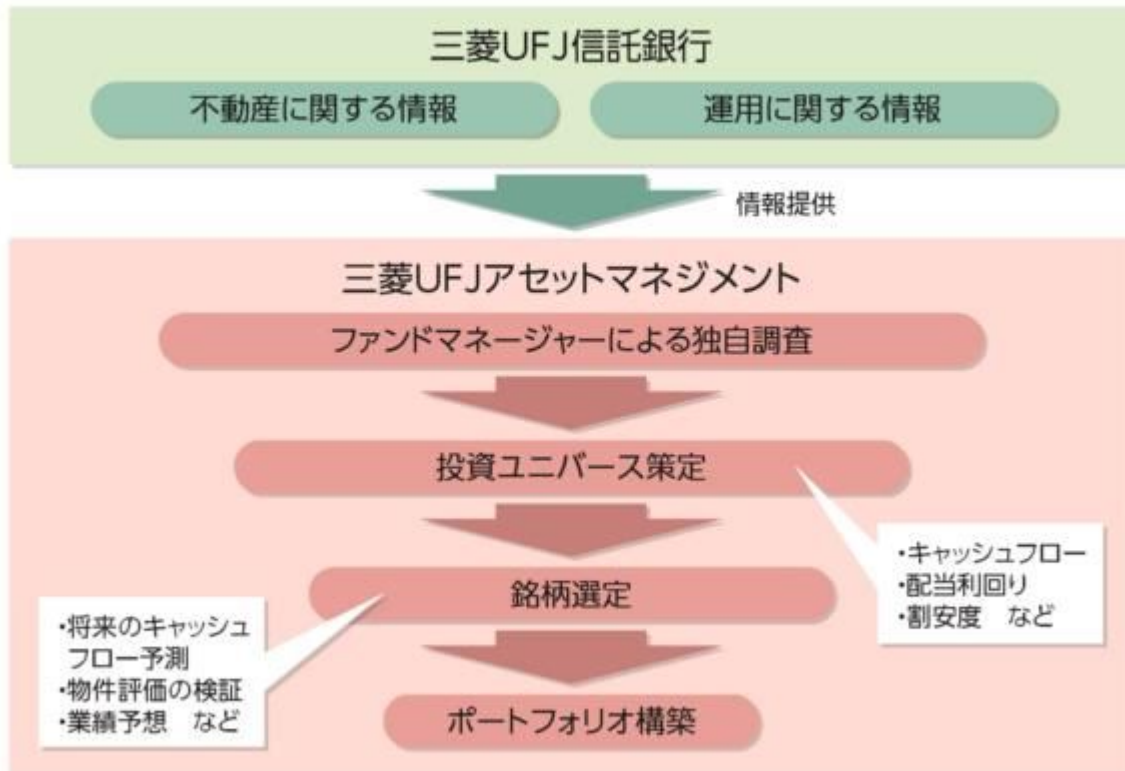 三菱UFJ信託銀行
不動産に関する情報
運用に関する情報
情報提供
三菱UFJアセットマネジメント
ファンドマネージャーによる独自調査
投資ユニバース策定
・キャッシュフロー
・配当利回り
・割安度 など
銘柄選定
・将来のキャッシュ
フロー予測
・物件評価の検証
・業績予想 など
ポートフォリオ構築